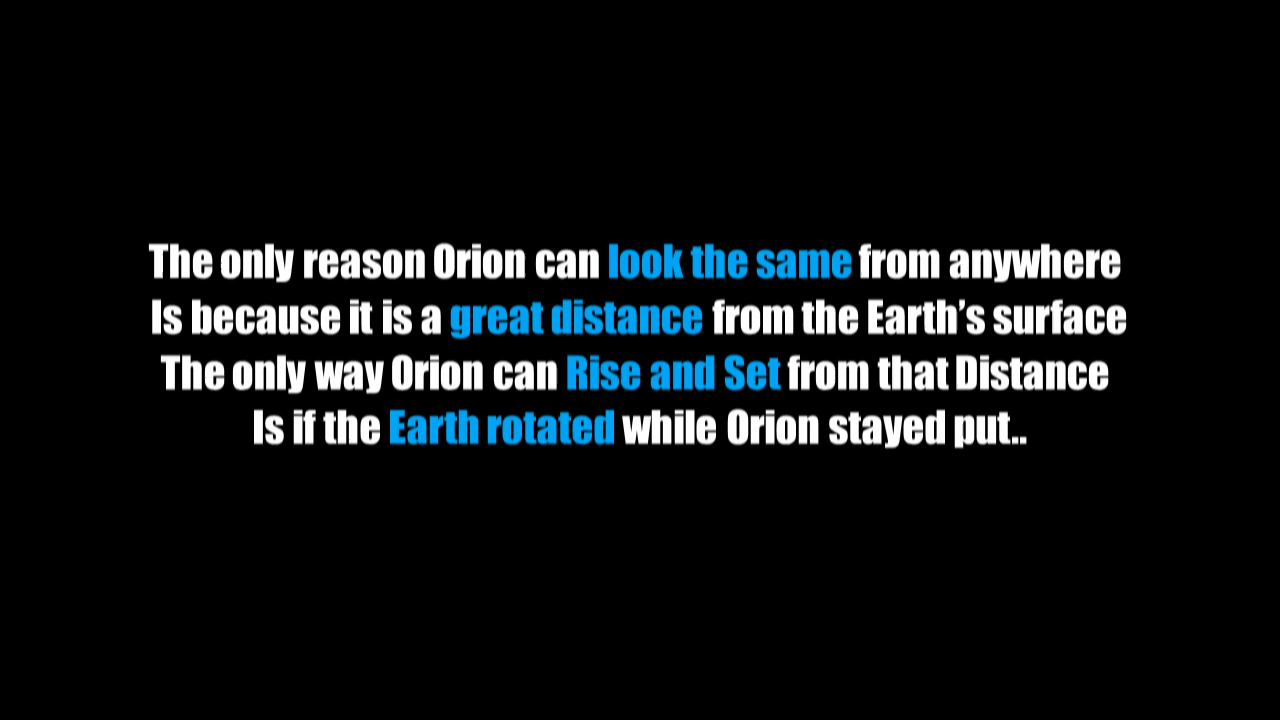 The only reason Orion can look the same from anywhere
Is because it is a great distance from the Earth’s surface
The only way Orion can Rise and Set from that Distance
Is if the Earth rotated while Orion stayed put..